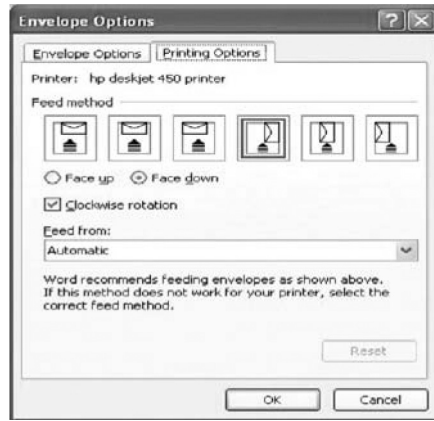 Envelope Options
Envelope Options Printing Options
Printer: hp deskjet 450 printer
Feed method
Face up Face down
Clockwise rotation
Feed from:
Automatic
Word recommends feeding envelopes as shown above.
If this method does not work for your printer, select the
correct feed method.
Reset
OK Cancel